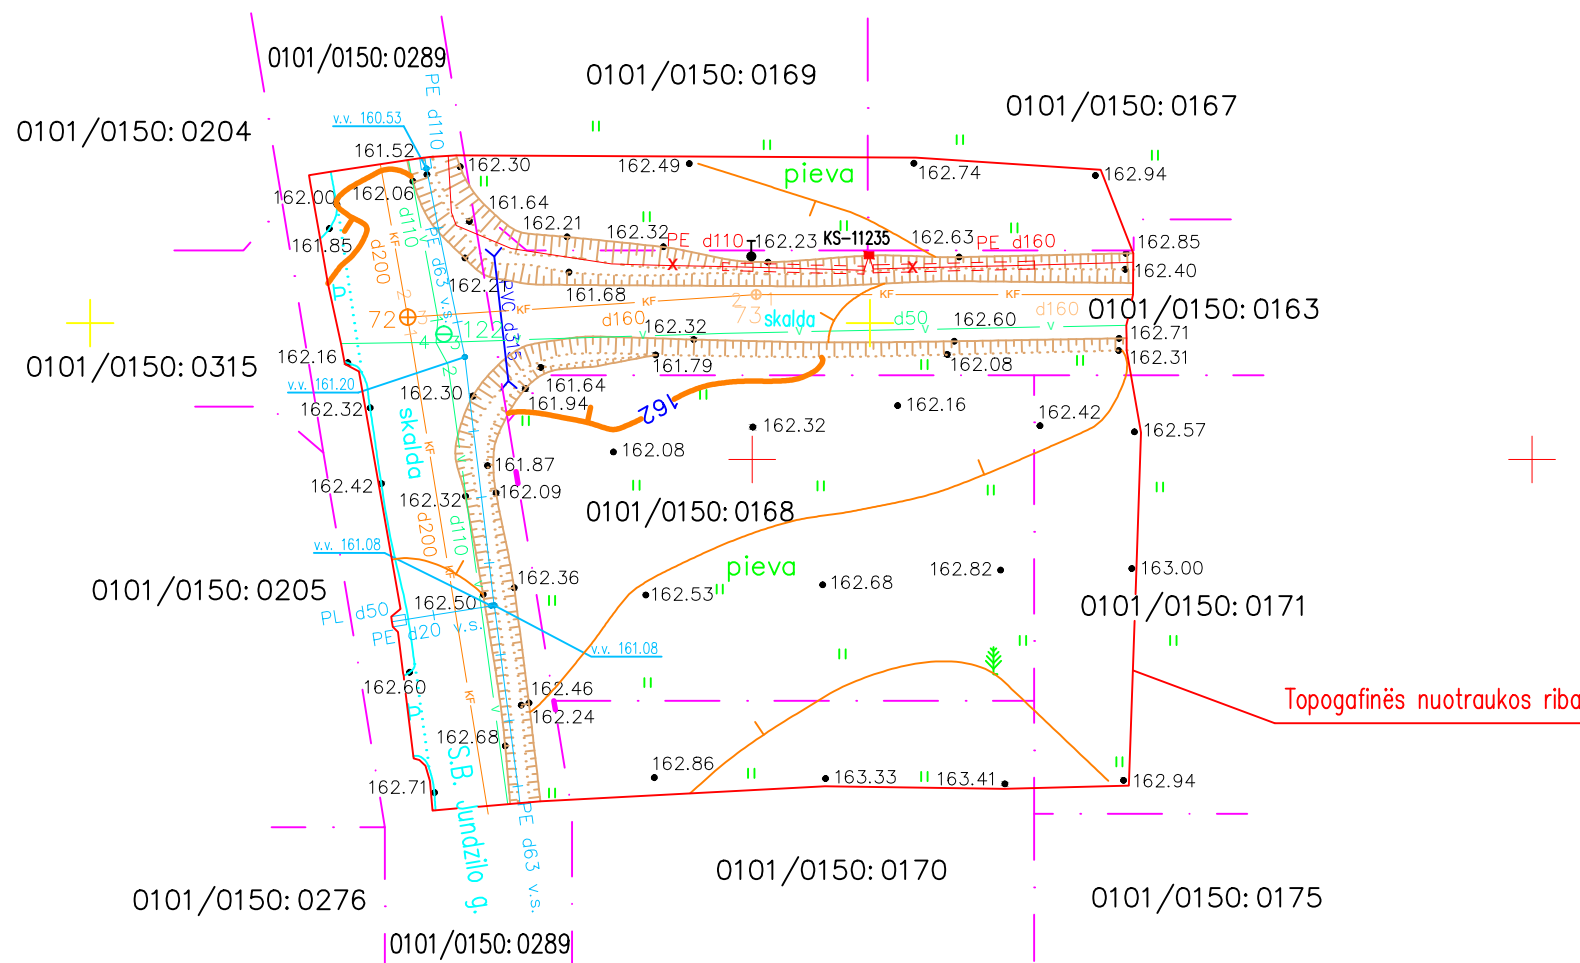 0101/0150:0289
0101/0150:0169
0101/0150:0167
0101/0150:0204
PE d110
v.v. 160.53
161.52
162.30
162.49
162.74
162.94
pieva
162.00
162.06
161.64
162.21
162.32
162.23
KS-11235
162.63
162.85
161.85
d110
d200
KF
PE d63 v.s.
PE d110
PE d160
162.40
162.21
161.68
PVC d315
KF
KF
KF
KF
72
122
73
skalda
d160
d50
d160
0101/0150:0163
162.60
162.71
162.32
v
v
v
162.16
0101/0150:0315
161.79
162.08
162.31
v.v. 161.20
162.30
161.64
161.94
162
162.16
162.42
162.57
162.32
skalda
162.32
162.08
161.87
162.42
162.32
162.09
0101/0150:0168
d200
d110
v.v. 161.08
pieva
162.36
162.53
162.68
162.82
163.00
0101/0150:0205
162.50
0101/0150:0171
PL d50
PE d20 v.s.
v.v. 161.08
162.60
162.46
162.24
Topogafinės nuotraukos riba
162.68
162.71
162.86
163.33
163.41
162.94
S.B. Jundzilo g.
PE d63 v.s.
0101/0150:0170
0101/0150:0276
0101/0150:0175
0101/0150:0289